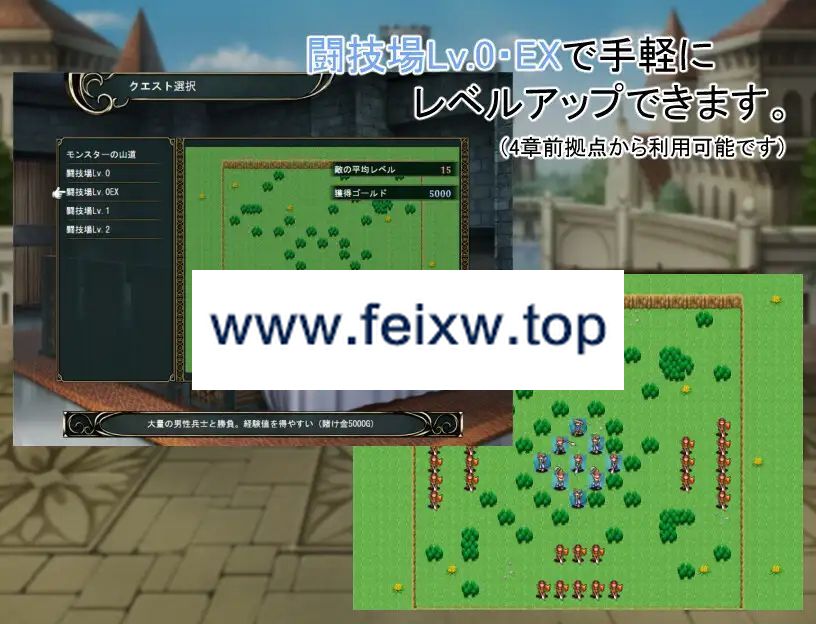 闘技場Lv.0・EXで手軽に
レベルアップできます。
(4章前拠点から利用可能です)
クエスト選択
モンスターの山道
闘技場Lv.0
闘技場Lv.0EX
闘技場Lv.1
闘技場Lv.2
敵の平均レベル 15
獲得ゴールド 5000
www.feixw.top
大量の男性兵士と勝負。経験値を得やすい（賭け金5000G）